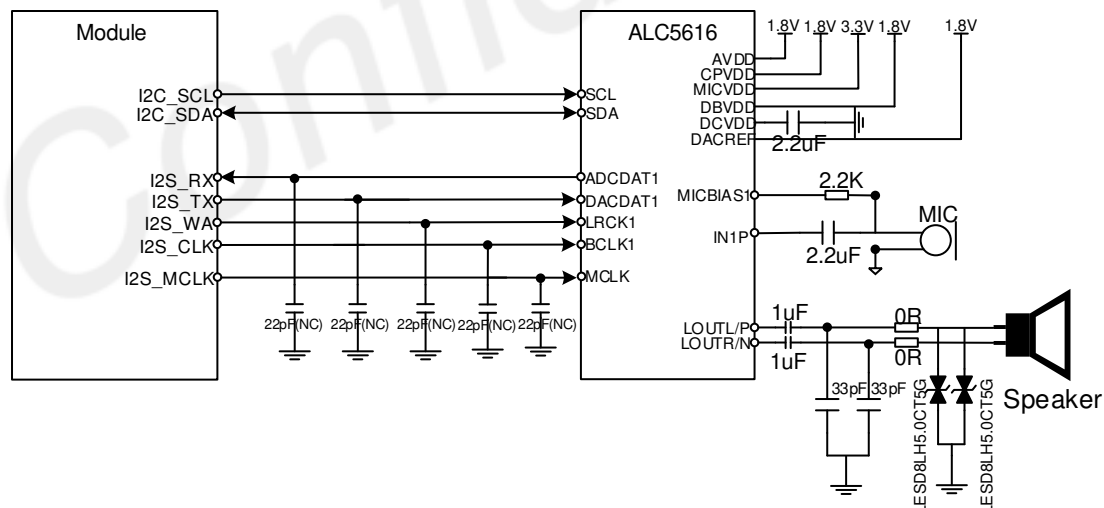 Confid
Module
ALC5616
1.8V 1.8V 3.3V 1.8V 1.8V
AVDD
CPVDD
MICVDD
DBVDD
DCVDD
DACREF
2.2uF
I2C_SCL
I2C_SDA
SCL
SDA
I2S_RX
I2S_TX
I2S_WA
I2S_CLK
I2S_MCLK
ADCDAT1
DACDAT1
LRCK1
BCLK1
MCLK
22pF(NC) 22pF(NC) 22pF(NC) 22pF(NC) 22pF(NC)
MICBIAS1
2.2K
IN1P
2.2uF
MIC
LOUTL/P
LOUTR/N
1uF
1uF
0R
0R
33pF 33pF
LESD8LH5.0CT5G
LESD8LH5.0CT5G
Speaker